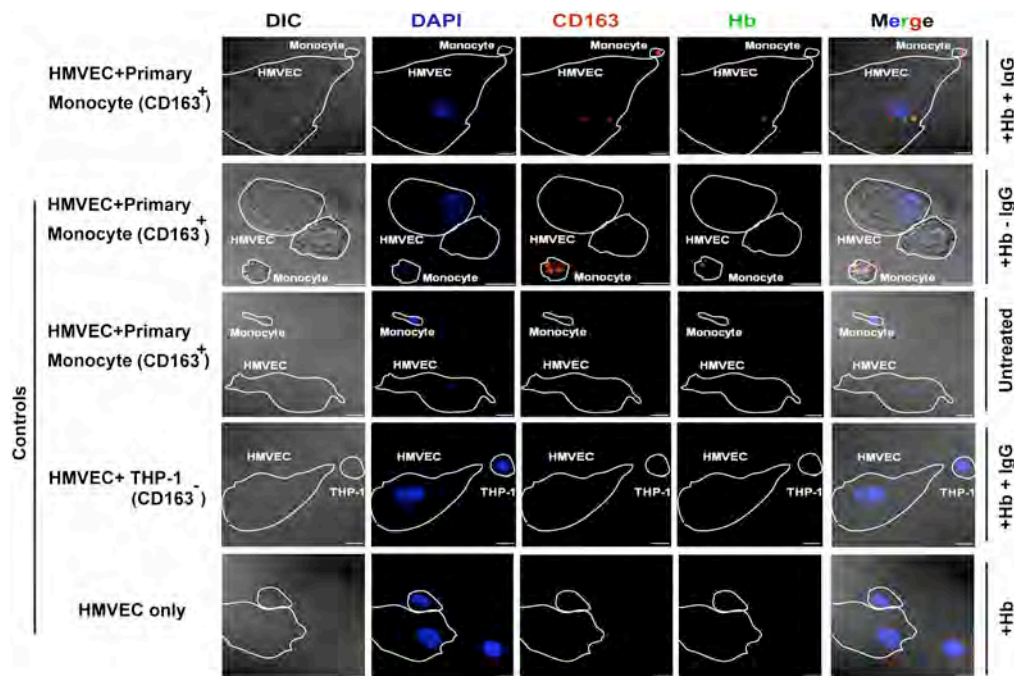 DIC DAPI CD163 Hb Merge
HMVEC+Primary
Monocyte (CD163⁺)
Monocyte Monocyte Monocyte Monocyte Monocyte
HMVEC HMVEC HMVEC HMVEC HMVEC
+Hb + IgG
Controls
HMVEC+Primary
Monocyte (CD163⁺)
HMVEC HMVEC HMVEC HMVEC HMVEC
Monocyte Monocyte Monocyte Monocyte Monocyte
+Hb - IgG
HMVEC+Primary
Monocyte (CD163⁺)
Monocyte Monocyte Monocyte Monocyte Monocyte
HMVEC HMVEC HMVEC HMVEC HMVEC
Untreated
HMVEC+ THP-1
(CD163⁻)
HMVEC HMVEC HMVEC HMVEC HMVEC
THP-1 THP-1 THP-1 THP-1 THP-1
+Hb + IgG
HMVEC only
+Hb